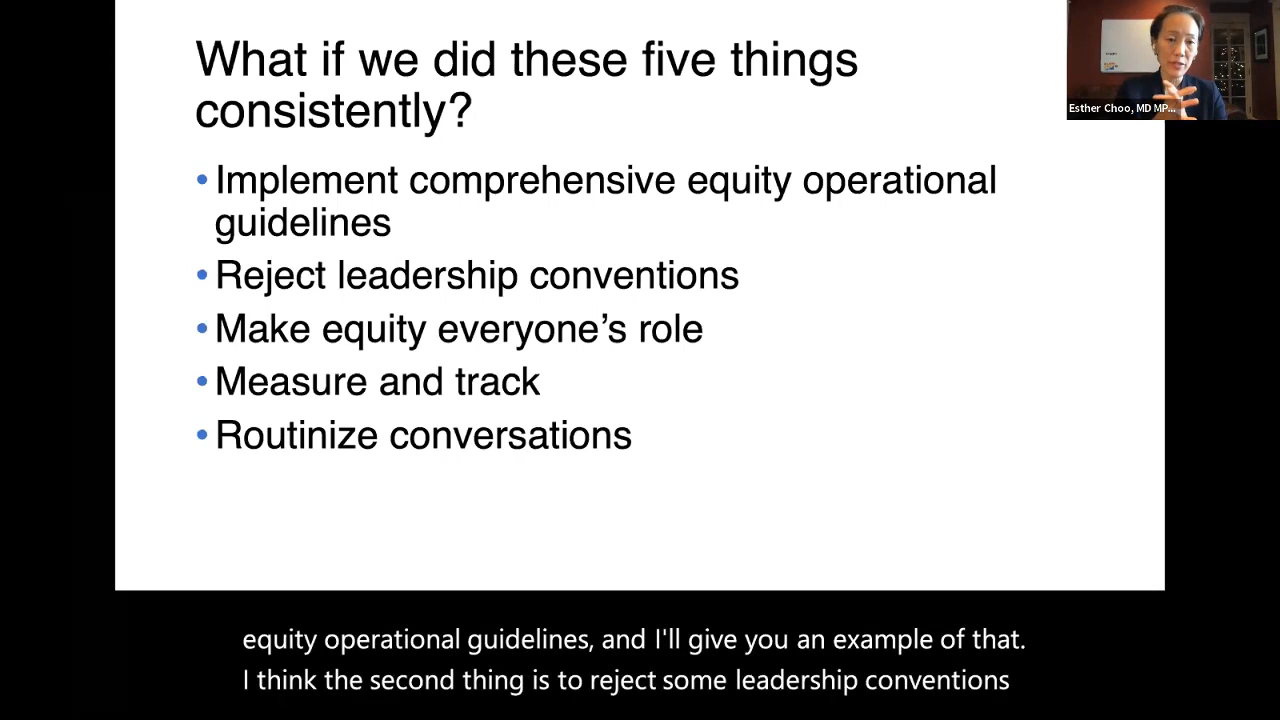 What if we did these five things
consistently?
• Implement comprehensive equity operational
guidelines
• Reject leadership conventions
• Make equity everyone’s role
• Measure and track
• Routinize conversations
Esther Choo, MD MP...
equity operational guidelines, and I'll give you an example of that.
I think the second thing is to reject some leadership conventions